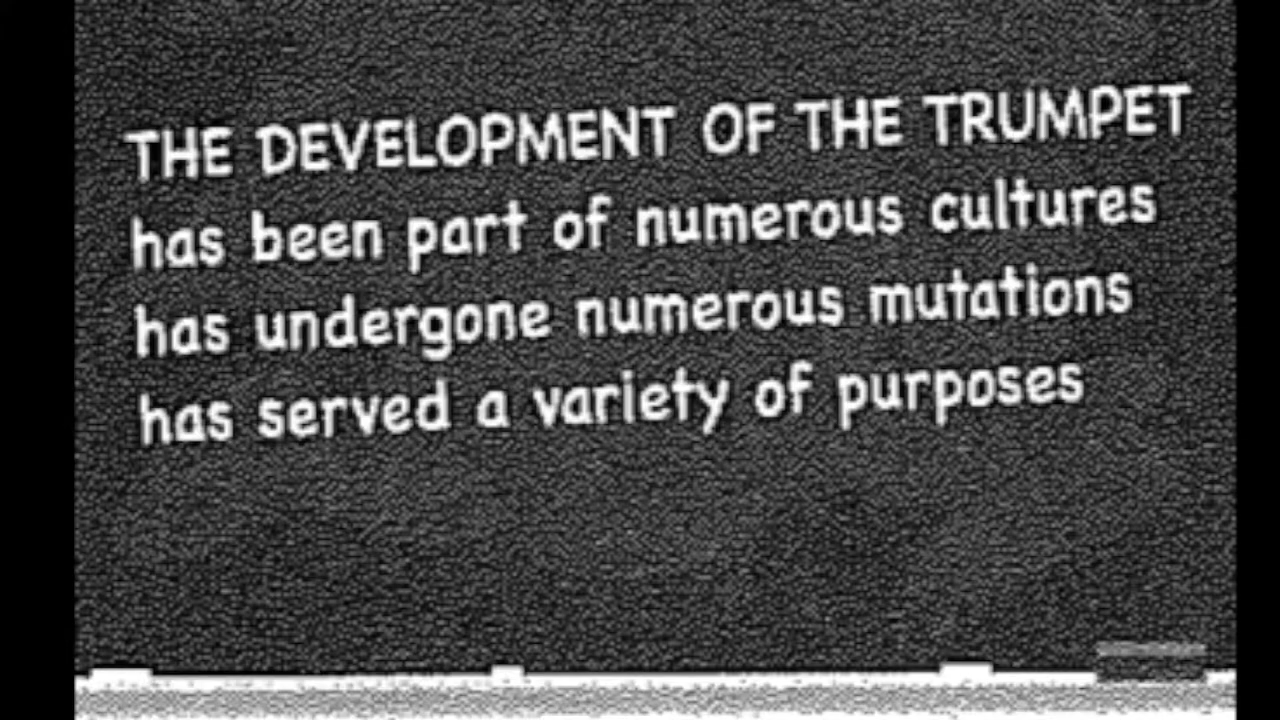 THE DEVELOPMENT OF THE TRUMPET
has been part of numerous cultures
has undergone numerous mutations
has served a variety of purposes